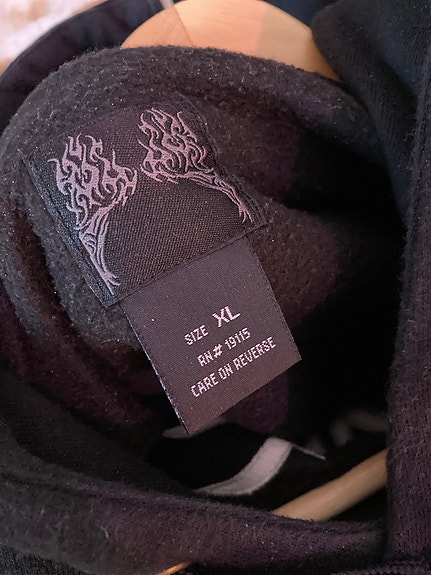 SIZE XL
RN# 19115
CARE ON REVERSE